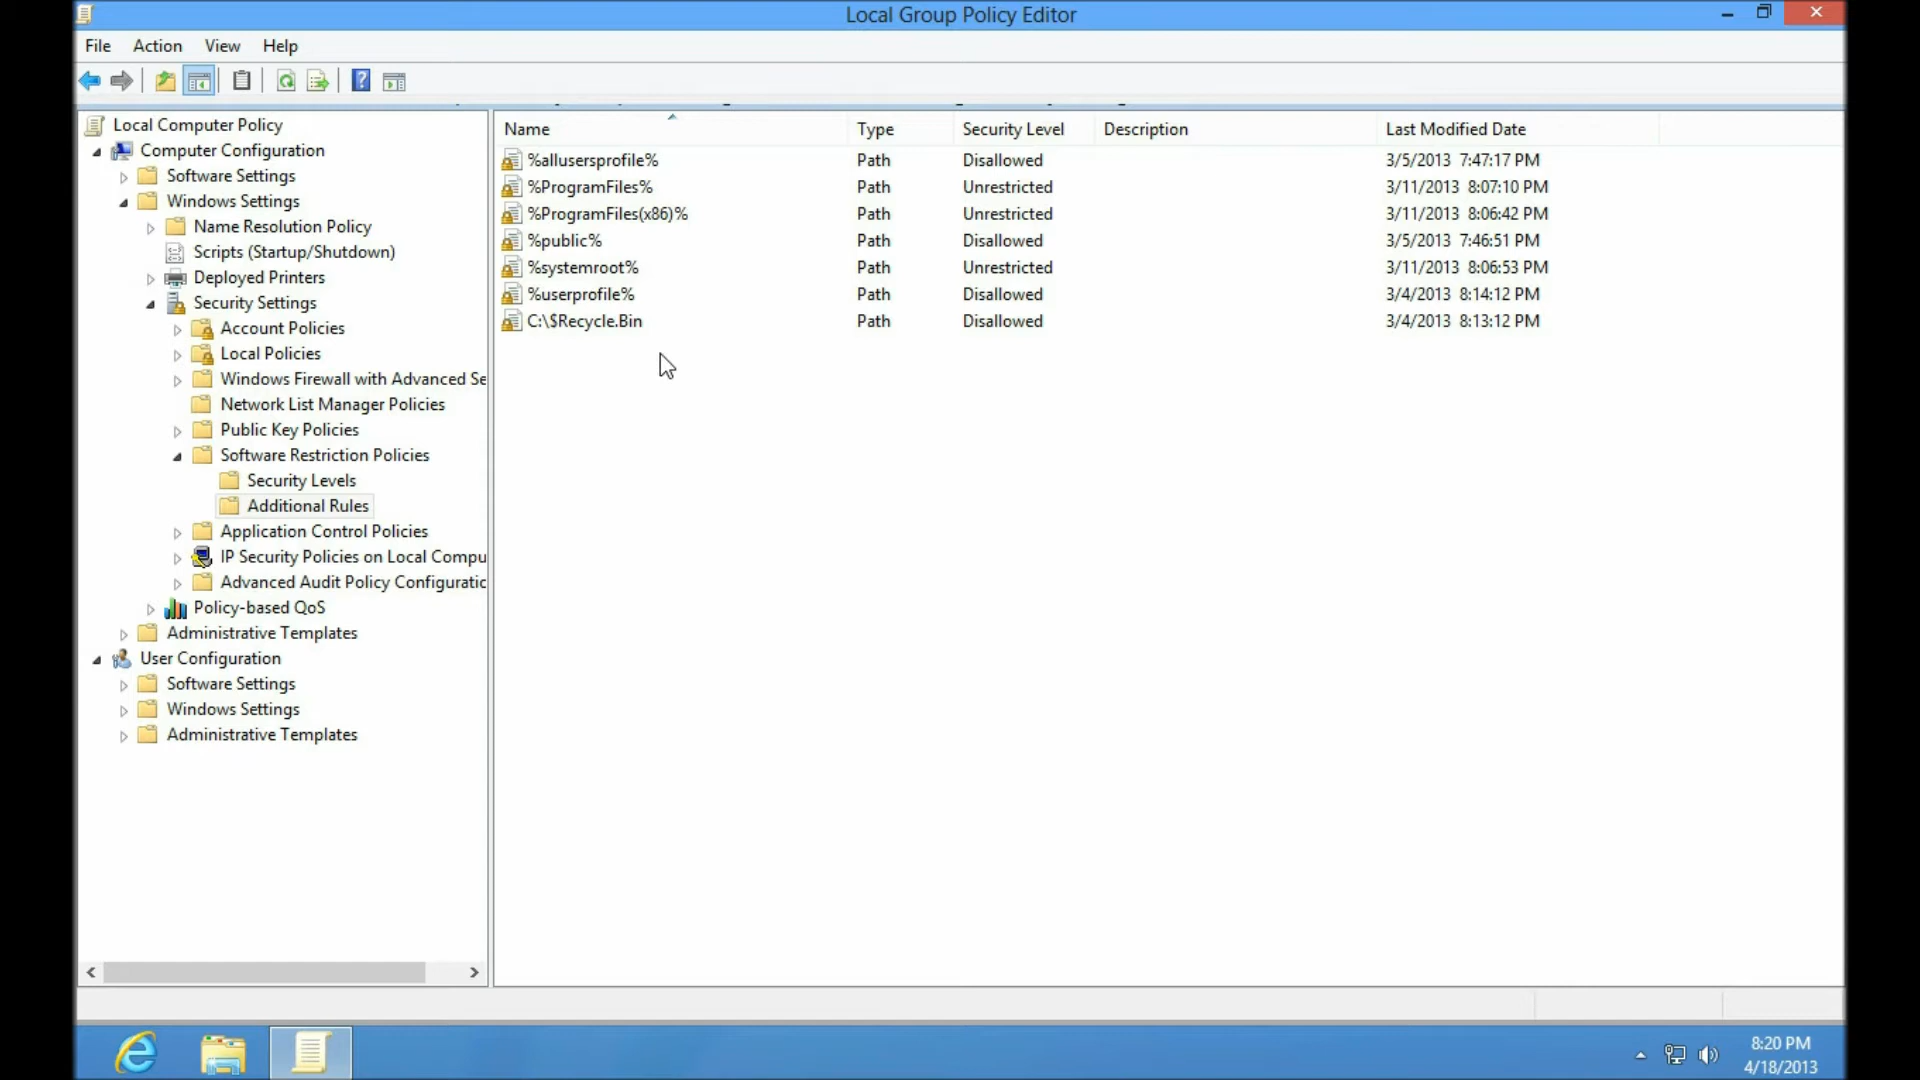 Local Group Policy Editor
File Action View Help
Local Computer Policy
Computer Configuration
Software Settings
Windows Settings
Name Resolution Policy
Scripts (Startup/Shutdown)
Deployed Printers
Security Settings
Account Policies
Local Policies
Windows Firewall with Advanced Se
Network List Manager Policies
Public Key Policies
Software Restriction Policies
Security Levels
Additional Rules
Application Control Policies
IP Security Policies on Local Compu
Advanced Audit Policy Configuratic
Policy-based QoS
Administrative Templates
User Configuration
Software Settings
Windows Settings
Administrative Templates
Name Type Security Level Description Last Modified Date
%allusersprofile% Path Disallowed 3/5/2013 7:47:17 PM
%ProgramFiles% Path Unrestricted 3/11/2013 8:07:10 PM
%ProgramFiles(x86)% Path Unrestricted 3/11/2013 8:06:42 PM
%public% Path Disallowed 3/5/2013 7:46:51 PM
%systemroot% Path Unrestricted 3/11/2013 8:06:53 PM
%userprofile% Path Disallowed 3/4/2013 8:14:12 PM
C:\$Recycle.Bin Path Disallowed 3/4/2013 8:13:12 PM
8:20 PM
4/18/2013